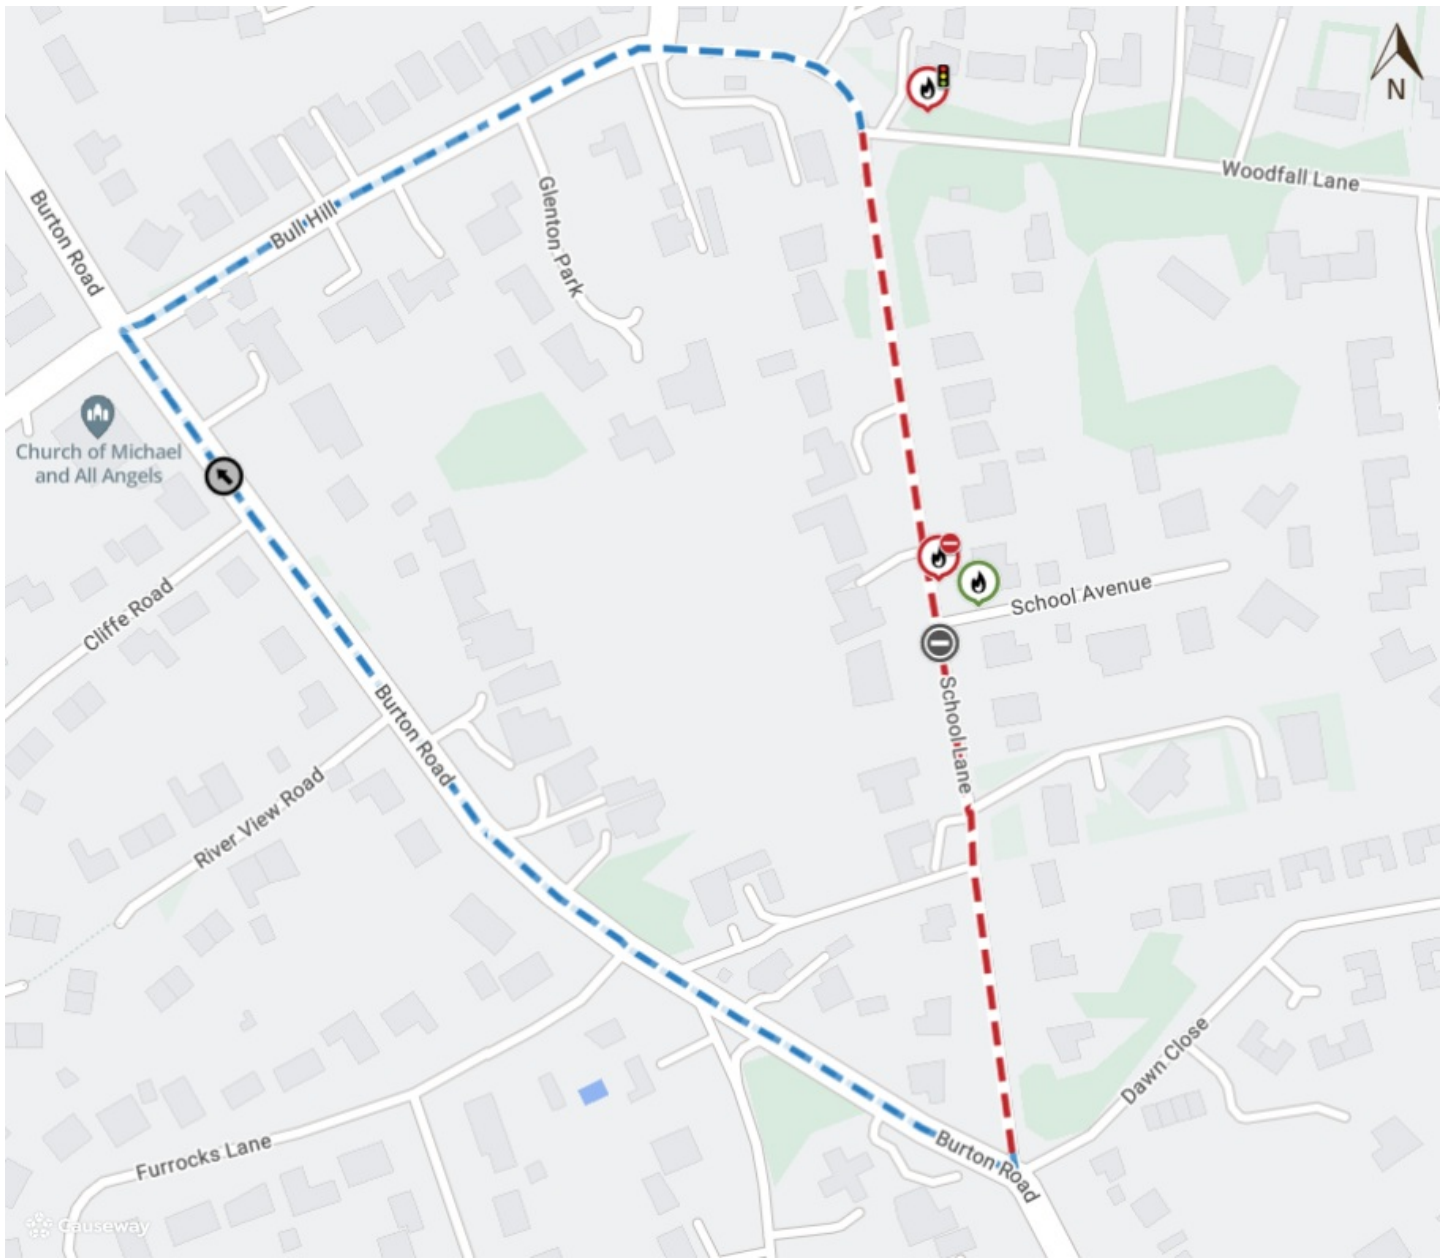 N
Woodfall Lane
Burton Road
Bull Hill
Glenton Park
Church of Michael
and All Angels
School Avenue
Cliffe Road
School Lane
Burton Road
River View Road
Dawn Close
Furrocks Lane
Burton Road
Causeway